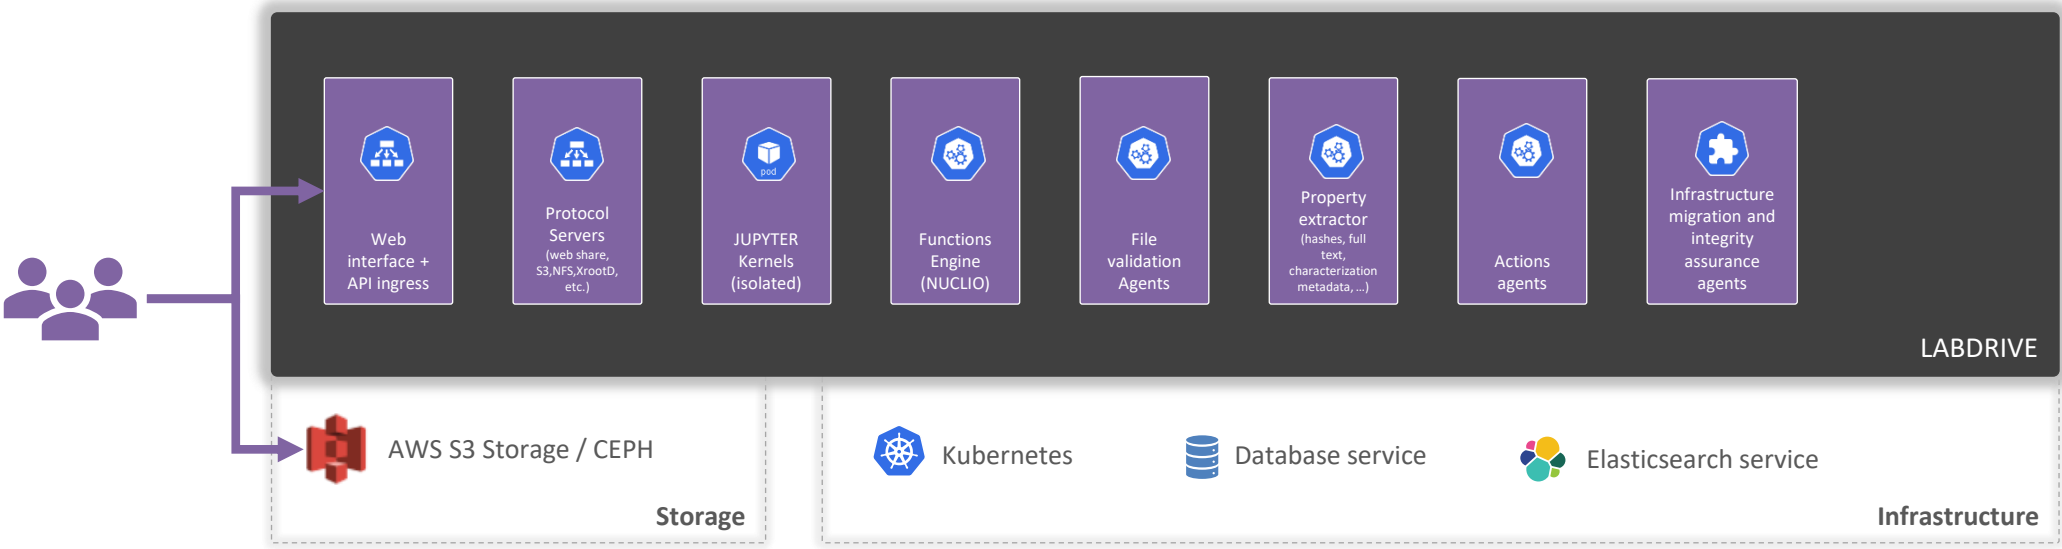 Web
interface +
API ingress
Protocol
Servers
(web share,
S3,NFS,XrootD,
etc.)
pod
JUPYTER
Kernels
(isolated)
Functions
Engine
(NUCLIO)
File
validation
Agents
Property
extractor
(hashes, full
text,
characterization
metadata, ...)
Actions
agents
Infrastructure
migration and
integrity
assurance
agents
LABDRIVE
AWS S3 Storage / CEPH
Storage
Kubernetes
Database service
Elasticsearch service
Infrastructure